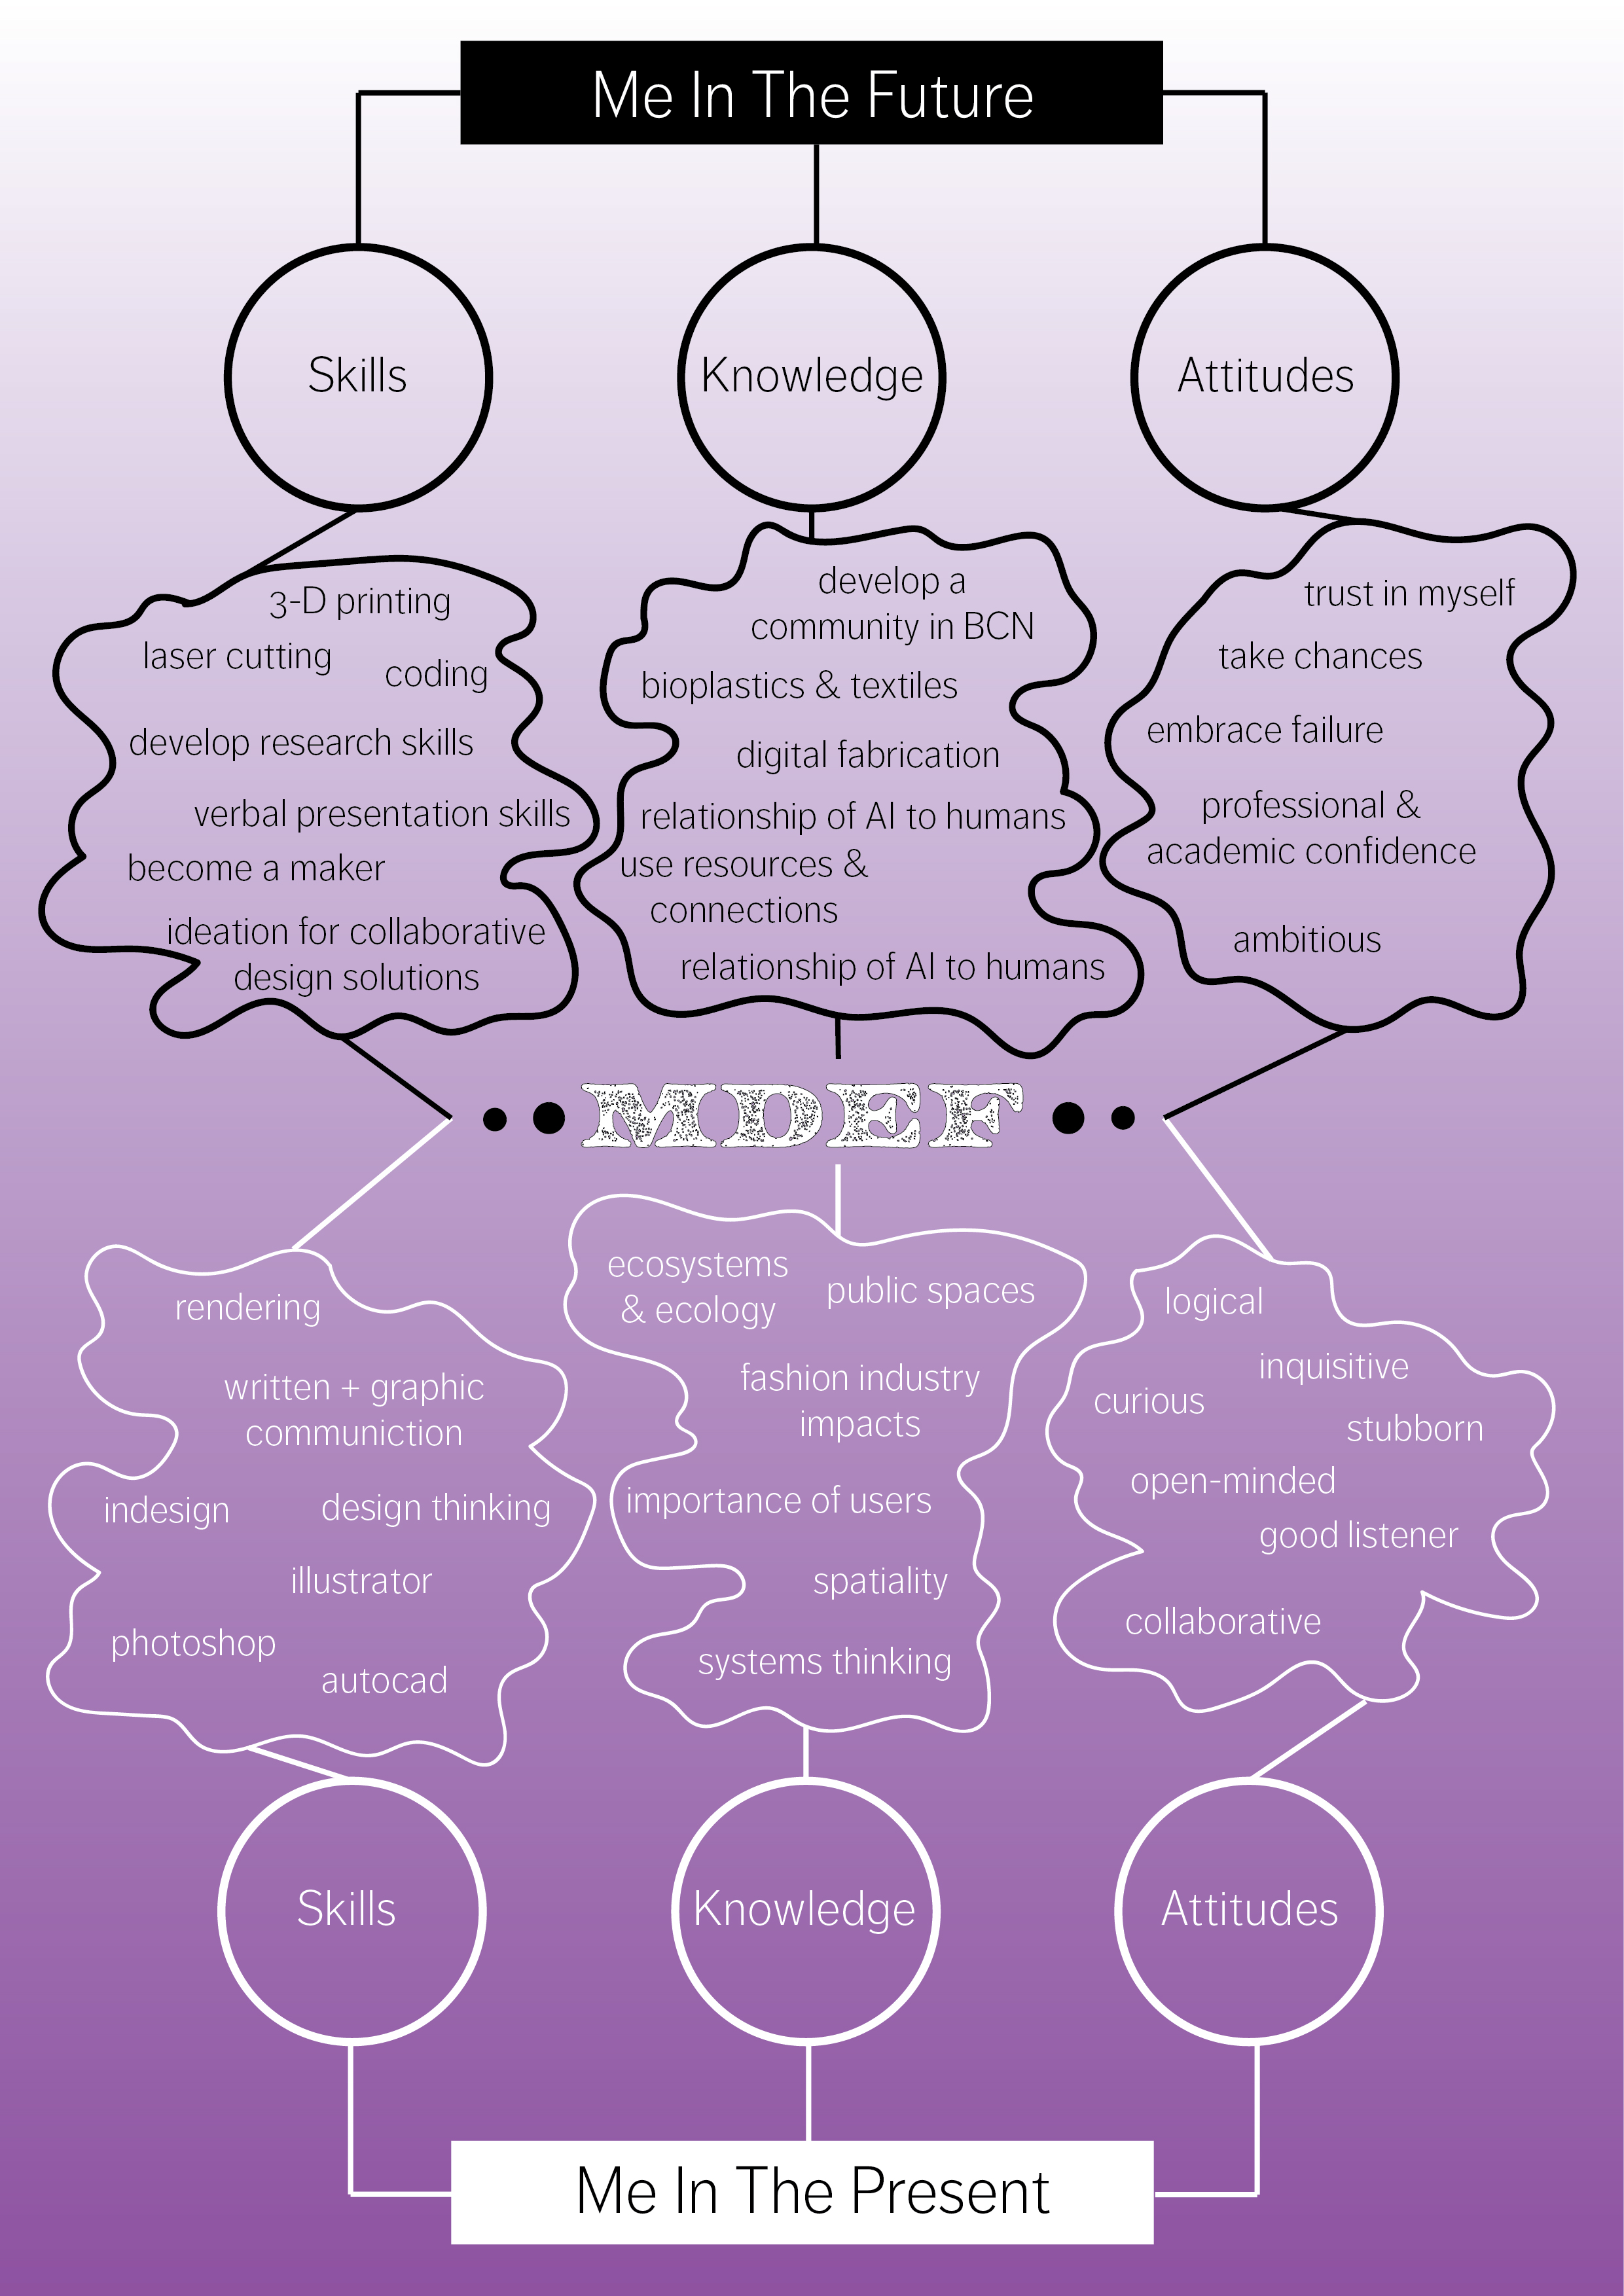 Me In The Future
Skills
Knowledge
Attitudes
3-D printing
laser cutting
coding
develop research skills
verbal presentation skills
become a maker
ideation for collaborative
design solutions
develop a
community in BCN
bioplastics & textiles
digital fabrication
relationship of AI to humans
use resources &
connections
relationship of AI to humans
trust in myself
take chances
embrace failure
professional &
academic confidence
ambitious
MDEF
rendering
written + graphic
communiction
indesign
design thinking
illustrator
photoshop
autocad
ecosystems
& ecology
public spaces
fashion industry
impacts
importance of users
spatiality
systems thinking
logical
inquisitive
curious
stubborn
open-minded
good listener
collaborative
Skills
Knowledge
Attitudes
Me In The Present